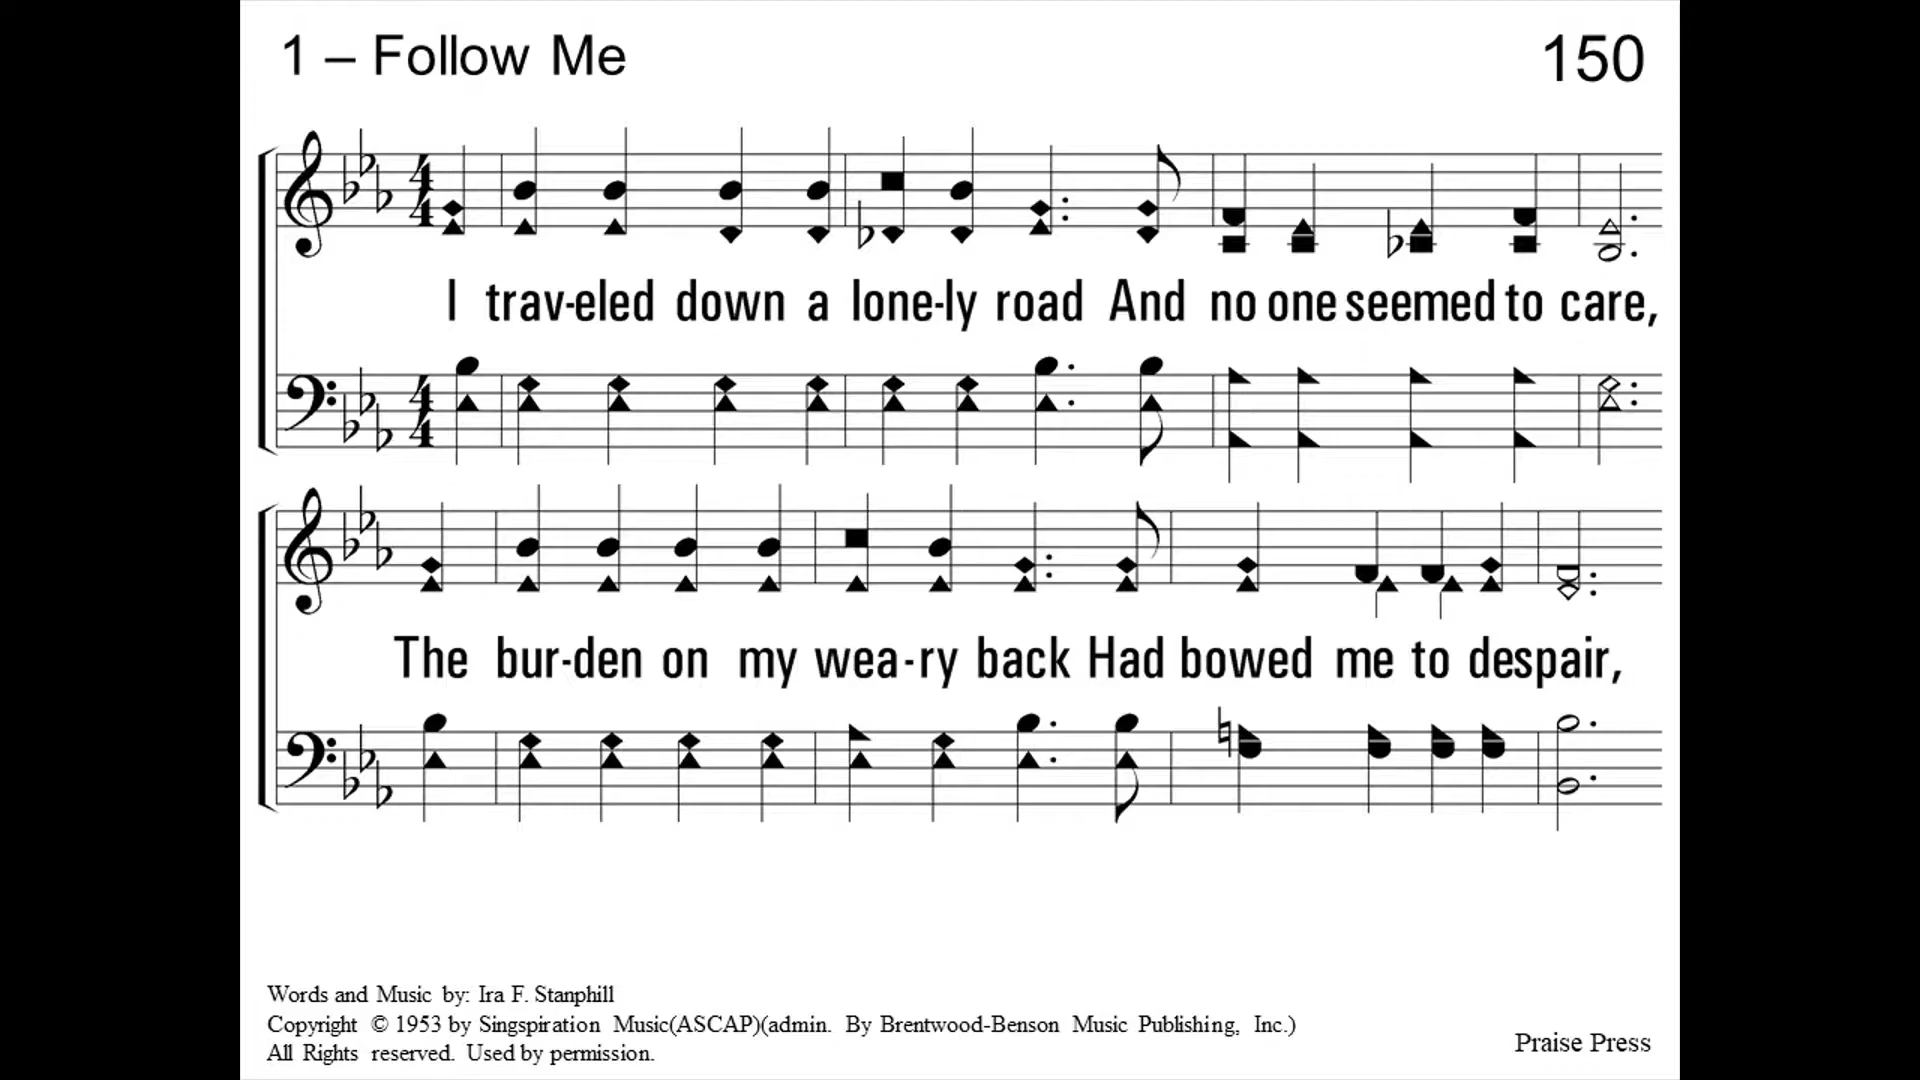 1 – Follow Me
150
I trav-eled down a lone-ly road And no one seemed to care,
The bur-den on my wea-ry back Had bowed me to despair,
Words and Music by: Ira F. Stanphill
Copyright © 1953 by Singspiration Music(ASCAP)(admin. By Brentwood-Benson Music Publishing, Inc.)
All Rights reserved. Used by permission.
Praise Press